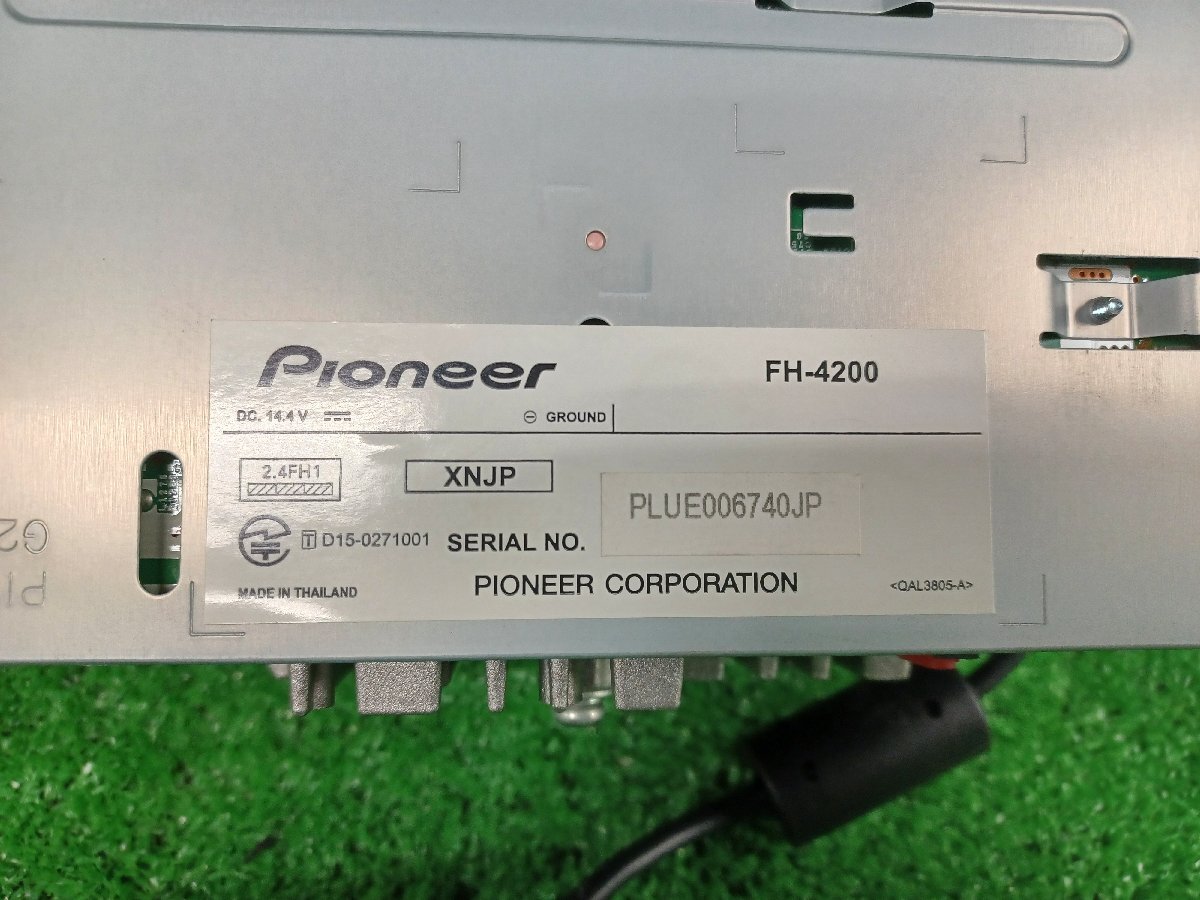 Pioneer
FH-4200
DC. 14.4 V
⊖ GROUND
2.4FH1
XNJP
PLUE006740JP
T D15-0271001
SERIAL NO.
MADE IN THAILAND
PIONEER CORPORATION
<QAL3805-A>